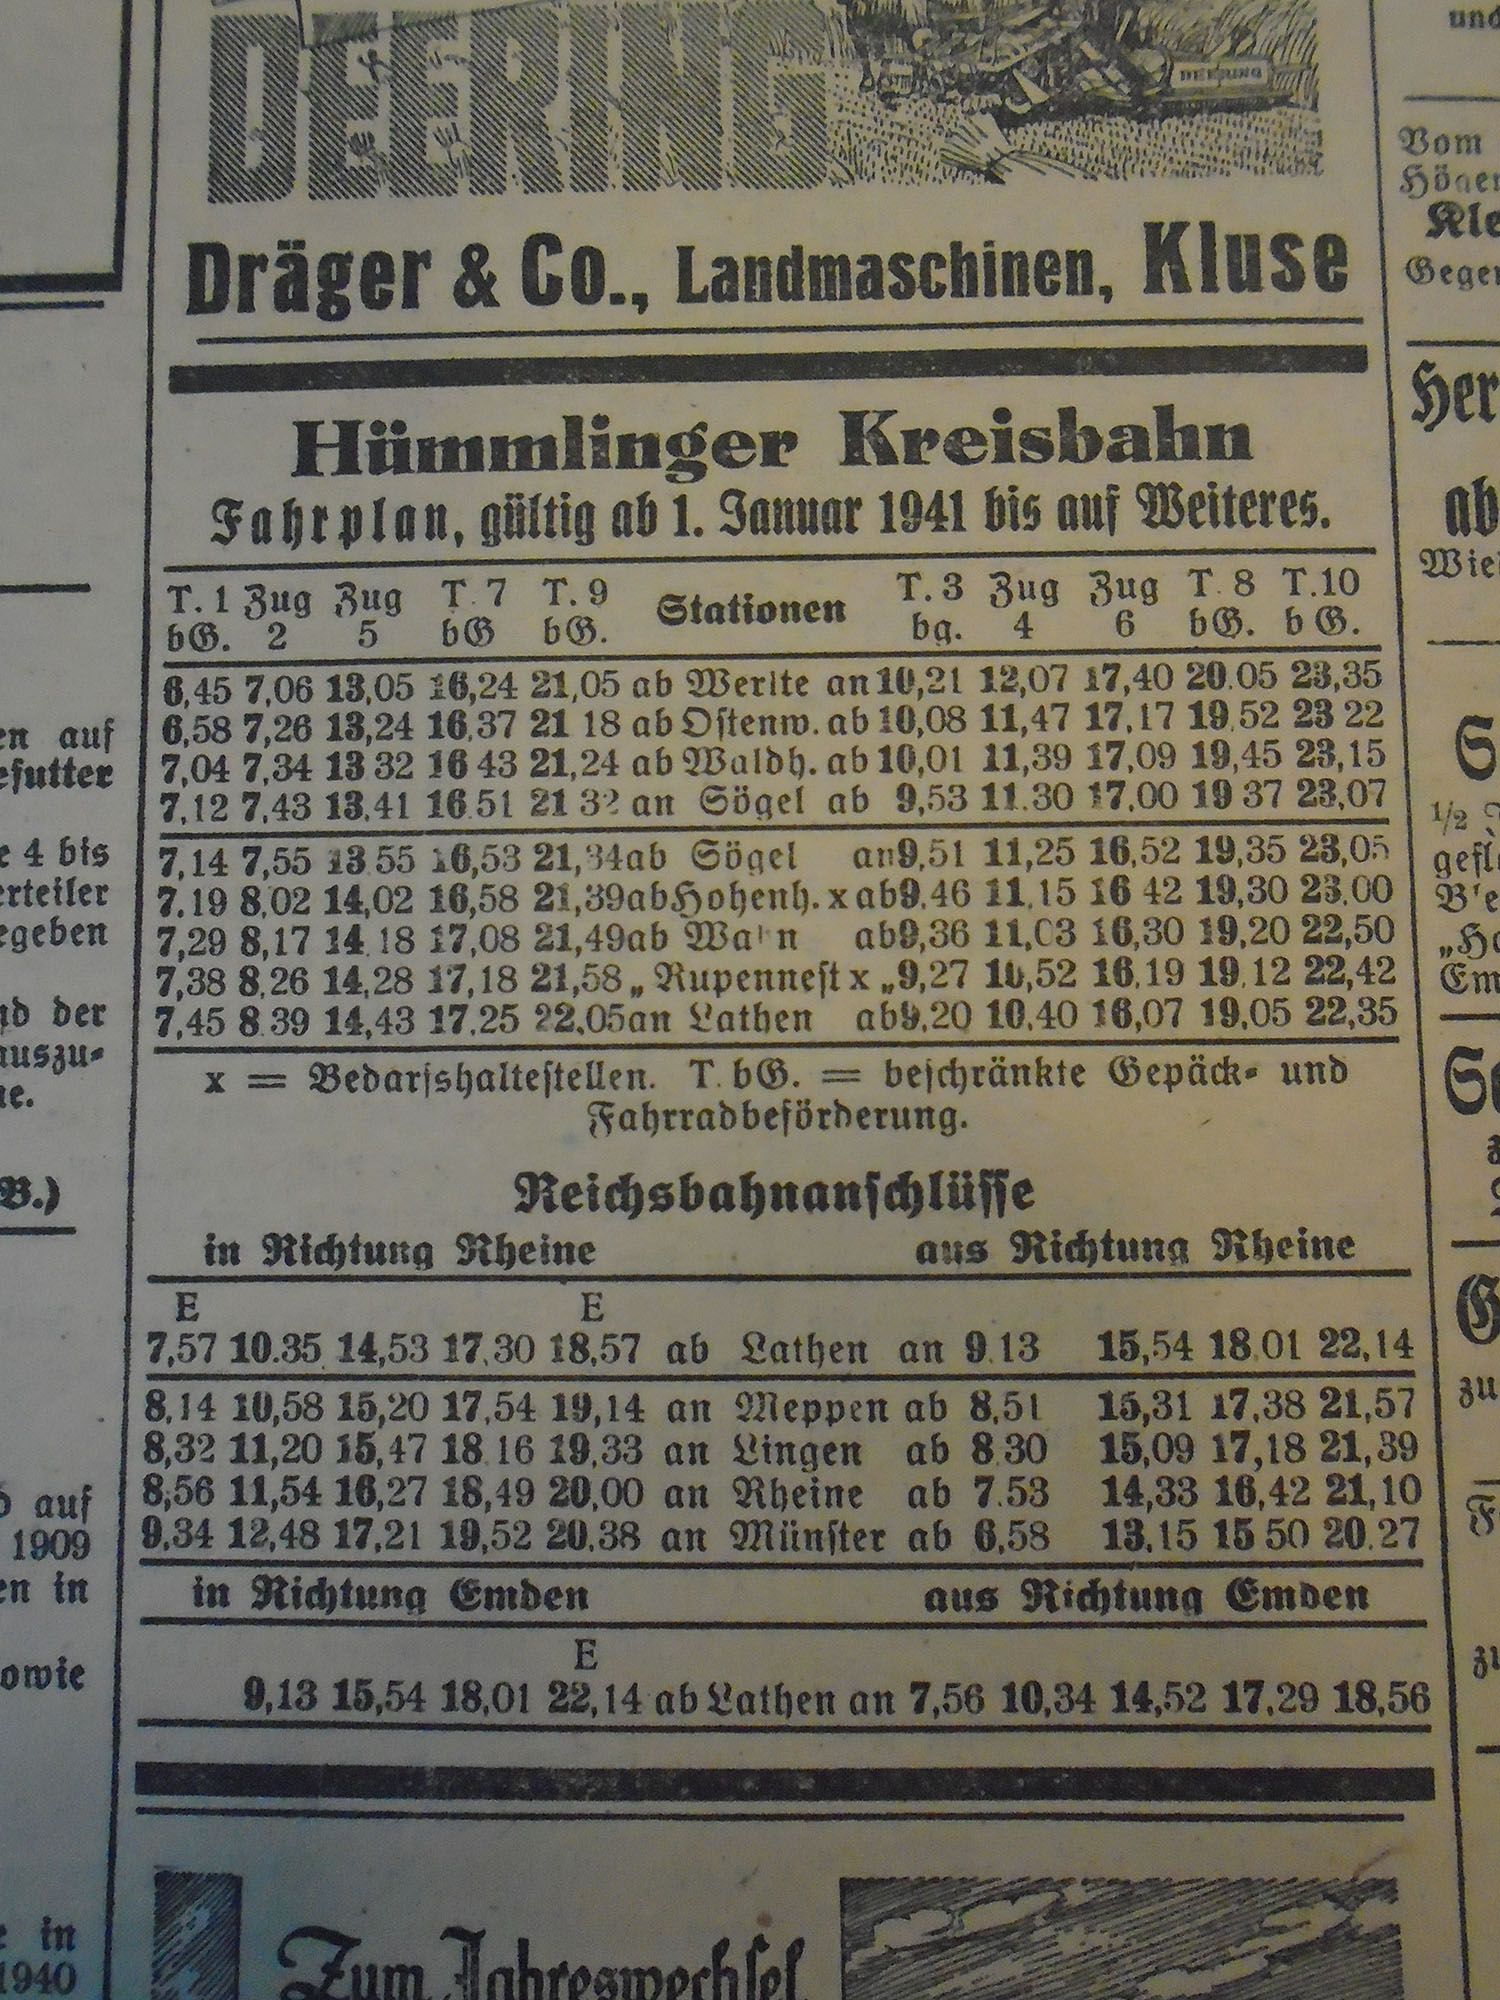 DEERING
DEERING
Dräger & Co., Landmaschinen, Kluse
Hümmlinger Kreisbahn
Fahrplan, gültig ab 1. Januar 1941 bis auf Weiteres.
T. 1 Zug Zug T. 7 T. 9 Stationen T. 3 Zug Zug T. 8 T.10
bG. 2 5 bG bG. bg. 4 6 bG. b G.
6,45 7,06 13,05 16,24 21,05 ab Werlte an 10,21 12,07 17,40 20.05 23,35
6,58 7,26 13,24 16,37 21 18 ab Ostenw. ab 10,08 11,47 17,17 19,52 23 22
7,04 7,34 13 32 16 43 21,24 ab Waldh. ab 10,01 11,39 17,09 19,45 23,15
7,12 7,43 13,41 16.51 21 32 an Sögel ab 9,53 11.30 17,00 19 37 23,07
7,14 7,55 13 55 16,53 21,34 ab Sögel an 9,51 11,25 16,52 19,35 23,05
7.19 8,02 14,02 16,58 21,39 ab Hohenh. x ab 9,46 11,15 16 42 19,30 23,00
7,29 8,17 14,18 17,08 21,49 ab Wahn ab 9,36 11,03 16,30 19,20 22,50
7,38 8,26 14,28 17,18 21,58 „ Rupennest x „ 9,27 10,52 16,19 19,12 22,42
7,45 8.39 14,43 17,25 22,05 an Lathen ab 9,20 10,40 16,07 19,05 22,35
x = Bedarfshaltestellen. T. bG. = beschränkte Gepäck- und
Fahrradbeförderung.
Reichsbahnanschlüsse
in Richtung Rheine aus Richtung Rheine
E E
7,57 10.35 14,53 17,30 18,57 ab Lathen an 9.13 15,54 18,01 22,14
8,14 10,58 15,20 17,54 19,14 an Meppen ab 8,51 15,31 17,38 21,57
8,32 11,20 15,47 18 16 19,33 an Lingen ab 8.30 15,09 17,18 21,39
8,56 11,54 16,27 18,49 20,00 an Rheine ab 7.53 14,33 16,42 21,10
9,34 12,48 17,21 19,52 20,38 an Münster ab 6,58 13,15 15 50 20,27
in Richtung Emden aus Richtung Emden
E
9,13 15,54 18,01 22,14 ab Lathen an 7,56 10,34 14,52 17,29 18,56
Zum Jahreswechsel
auf
4 bis
der
B.)
auf
1909
in
in
1940
und
Vom
ab
1/2
zu